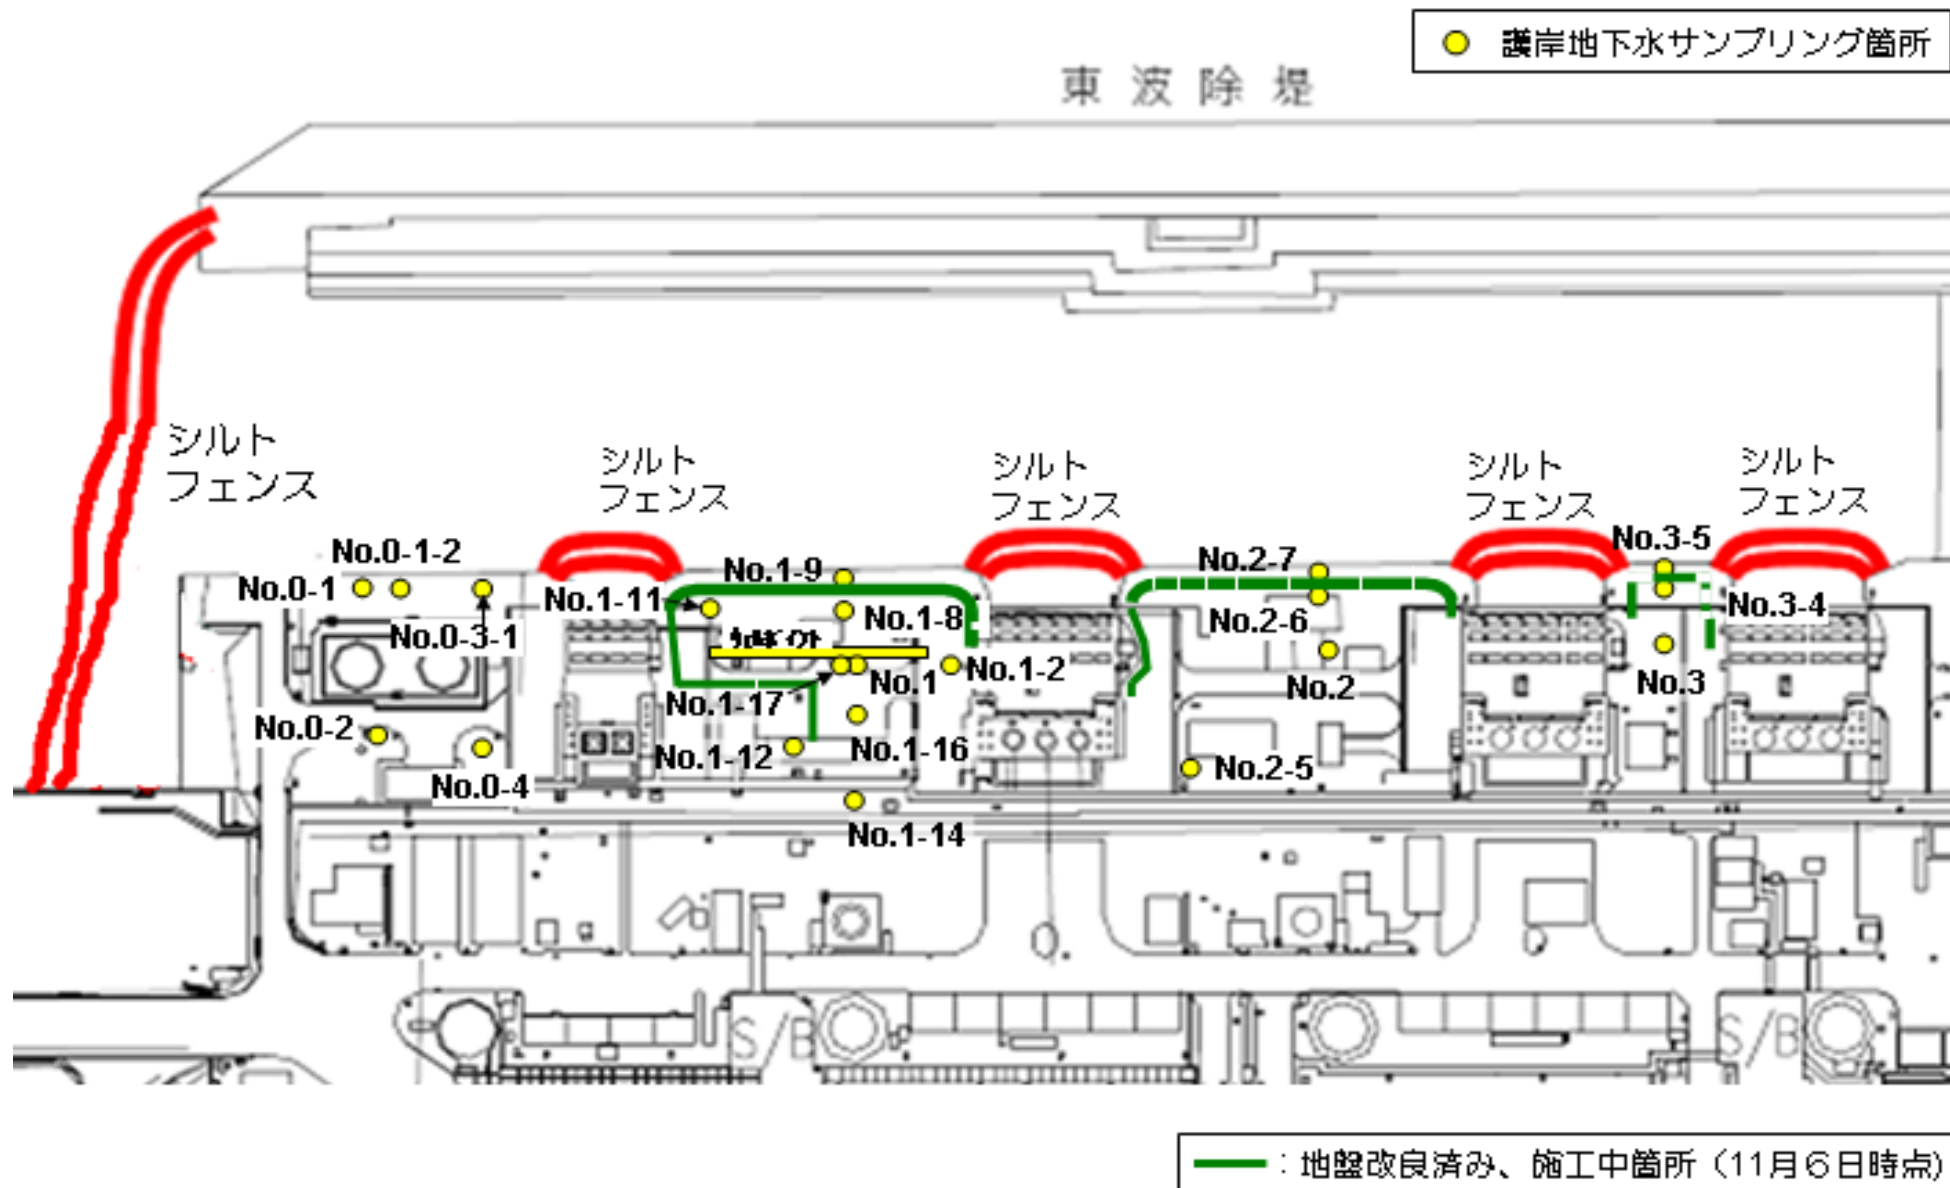 護岸地下水サンプリング箇所
東波除堤
シルト
フェンス
シルト
フェンス
シルト
フェンス
シルト
フェンス
シルト
フェンス
No.0-1-2
No.0-1
No.0-3-1
No.0-2
No.0-4
No.1-9
No.1-11
No.1-8
No.1-2
No.1
No.1-17
No.1-16
No.1-12
No.1-14
No.2-7
No.2-6
No.2
No.2-5
No.3-5
No.3-4
No.3
S/B
S/B
：地盤改良済み、施工中箇所（11月６日時点)